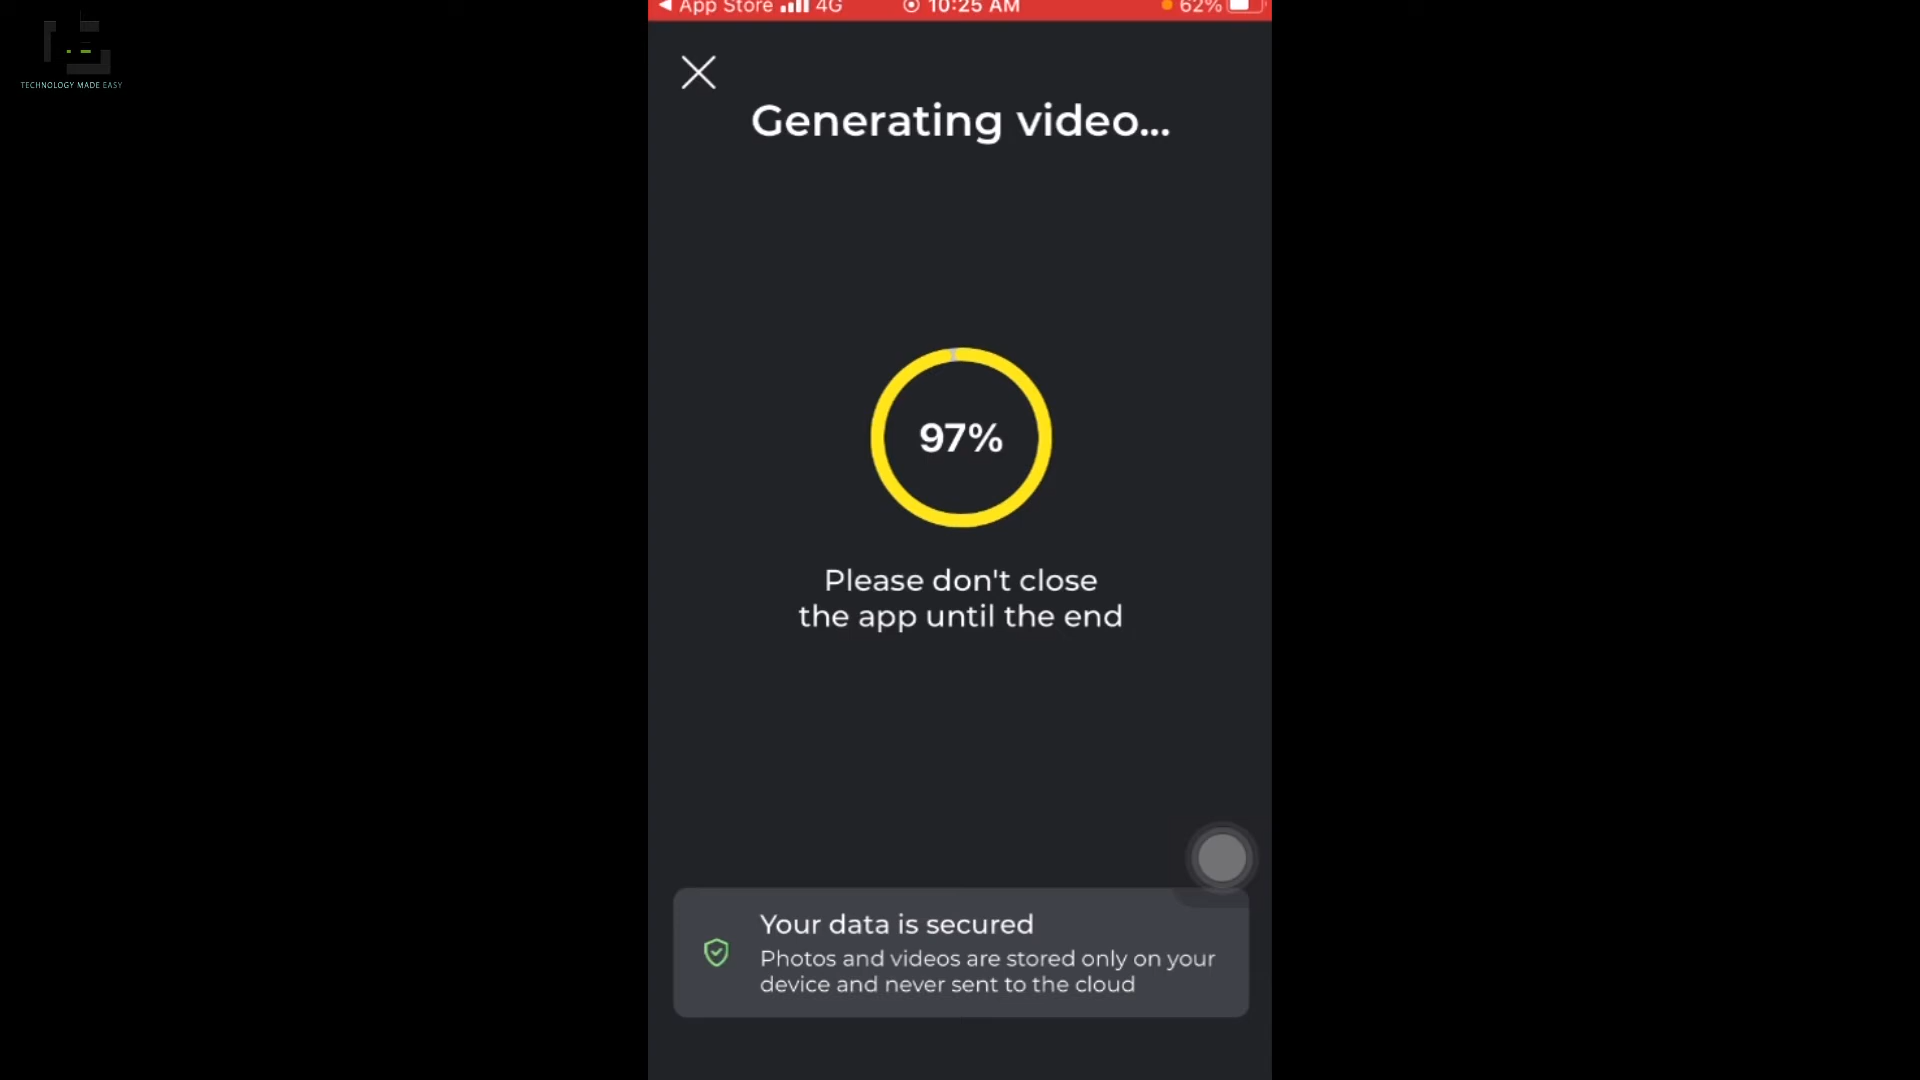 App Store 4G 10:25 AM 62%
TECHNOLOGY MADE EASY
Generating video...
97%
Please don't close
the app until the end
Your data is secured
Photos and videos are stored only on your
device and never sent to the cloud